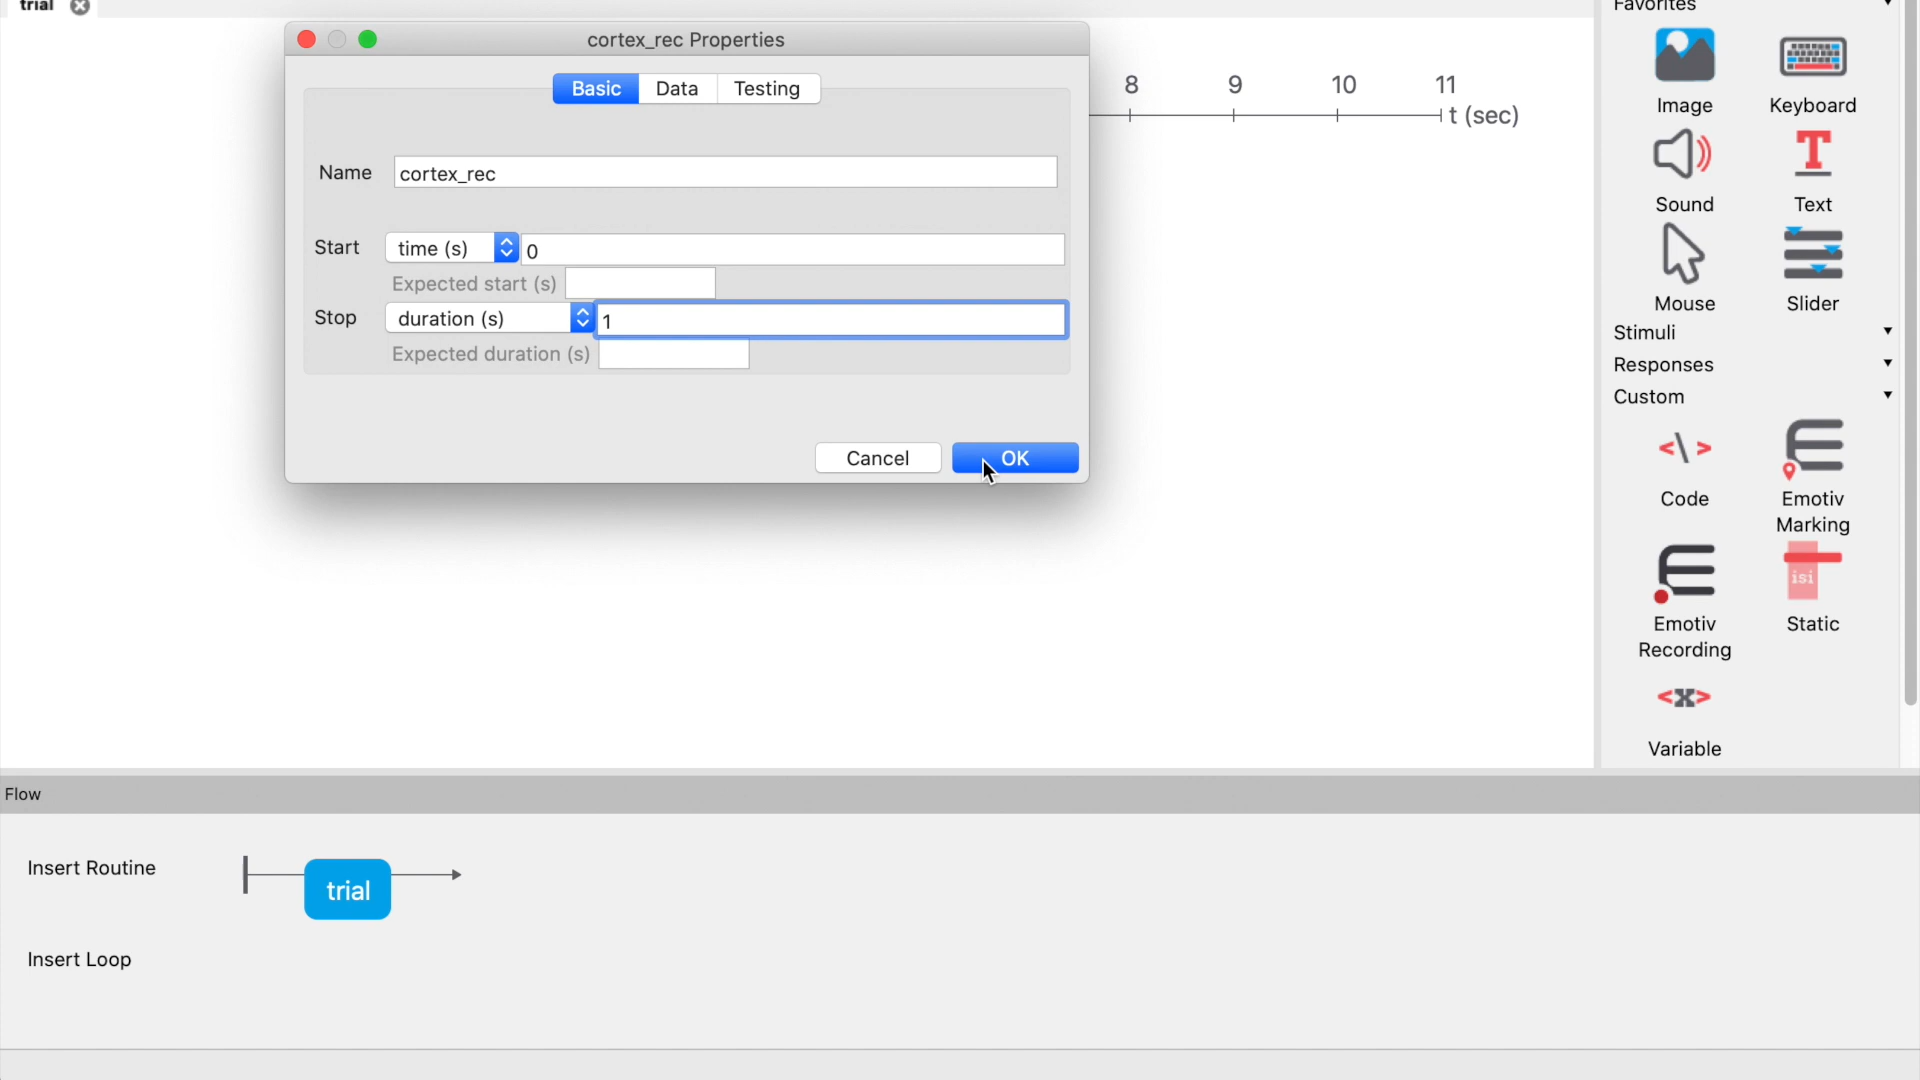 trial
cortex_rec Properties
Basic Data Testing
Name cortex_rec
Start time (s) 0
Expected start (s)
Stop duration (s) 1
Expected duration (s)
Cancel OK
8 9 10 11
t (sec)
Favorites
Image Keyboard
Sound Text
Mouse Slider
Stimuli
Responses
Custom
Code Emotiv
Marking
isi
Emotiv Static
Recording
Variable
Flow
Insert Routine
trial
Insert Loop